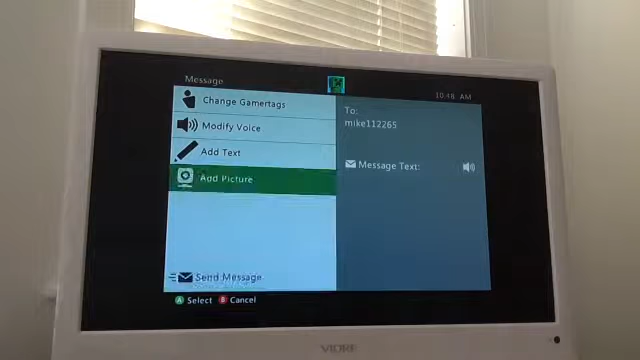 Message
10:48 AM
Change Gamertags
Modify Voice
Add Text
Add Picture
Send Message
To:
mike112265
Message Text:
A Select B Cancel
VIORE